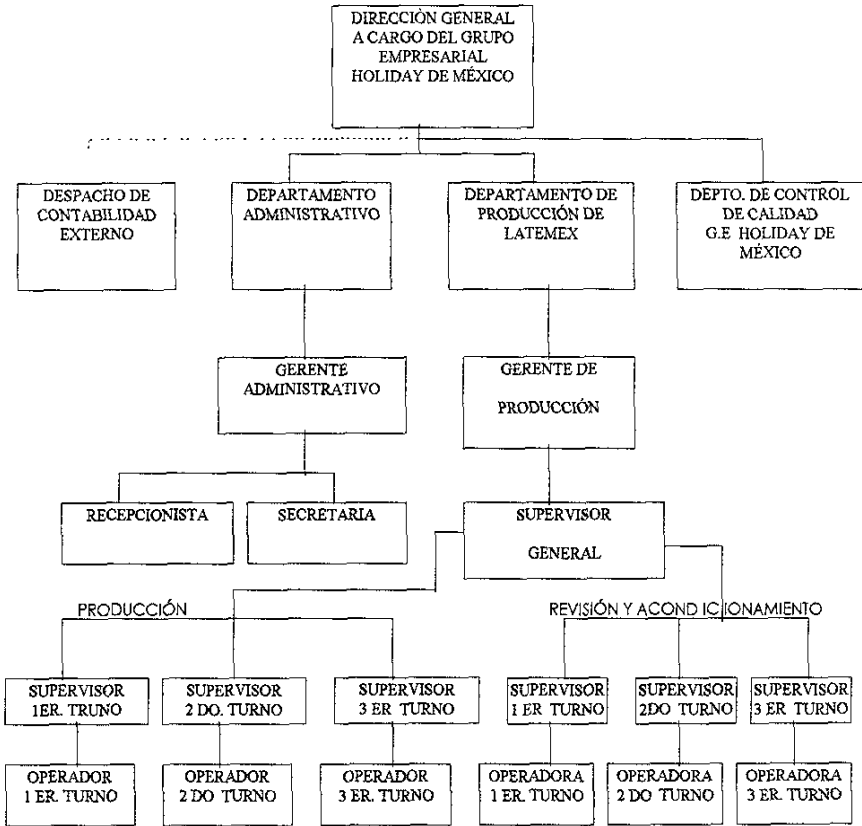 DIRECCIÓN GENERAL
A CARGO DEL GRUPO
EMPRESARIAL
HOLIDAY DE MÉXICO
DESPACHO DE
CONTABILIDAD
EXTERNO
DEPARTAMENTO
ADMINISTRATIVO
DEPARTAMENTO DE
PRODUCCIÓN DE
LATEMEX
DEPTO. DE CONTROL
DE CALIDAD
G.E HOLIDAY DE
MÉXICO
GERENTE
ADMINISTRATIVO
GERENTE DE
PRODUCCIÓN
RECEPCIONISTA
SECRETARIA
SUPERVISOR
GENERAL
PRODUCCIÓN
REVISIÓN Y ACONDICIONAMIENTO
SUPERVISOR
1ER. TRUNO
SUPERVISOR
2 DO. TURNO
SUPERVISOR
3 ER TURNO
SUPERVISOR
1 ER TURNO
SUPERVISOR
2DO TURNO
SUPERVISOR
3 ER TURNO
OPERADOR
1 ER. TURNO
OPERADOR
2 DO TURNO
OPERADOR
3 ER. TURNO
OPERADORA
1 ER. TURNO
OPERADORA
2 DO TURNO
OPERADORA
3 ER. TURNO